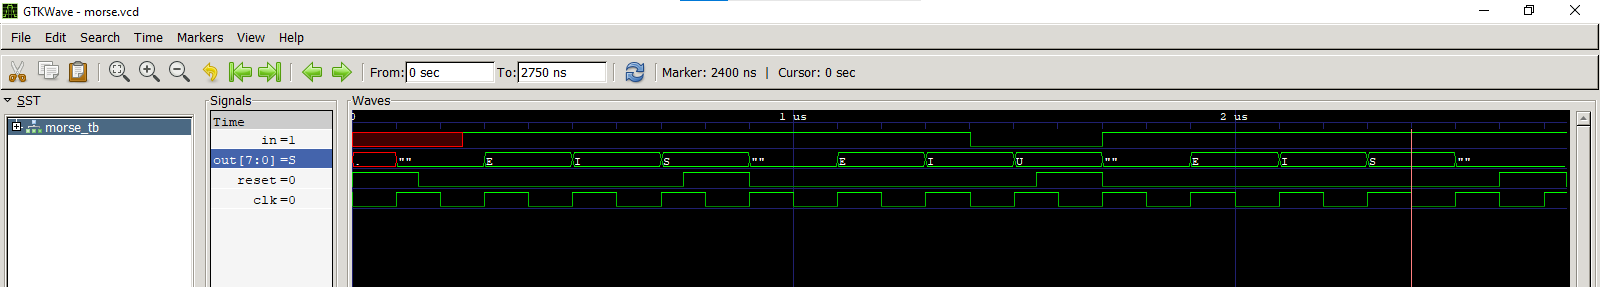 GTKWave - morse.vcd
File Edit Search Time Markers View Help
From: 0 sec To: 2750 ns Marker: 2400 ns | Cursor: 0 sec
SST
morse_tb
Signals
Time
in=1
out[7:0]=S
reset=0
clk=0
Waves
0 1 us 2 us
. "" E I S "" E I U "" E I S ""